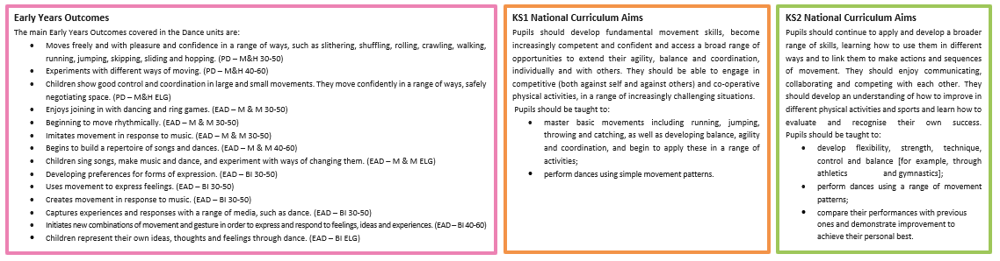 Early Years Outcomes
The main Early Years Outcomes covered in the Dance units are:
• Moves freely and with pleasure and confidence in a range of ways, such as slithering, shuffling, rolling, crawling, walking,
running, jumping, skipping, sliding and hopping. (PD – M&H 30-50)
• Experiments with different ways of moving. (PD – M&H 40-60)
• Children show good control and coordination in large and small movements. They move confidently in a range of ways, safely
negotiating space. (PD – M&H ELG)
• Enjoys joining in with dancing and ring games. (EAD – M & M 30-50)
• Beginning to move rhythmically. (EAD – M & M 30-50)
• Imitates movement in response to music. (EAD – M & M 30-50)
• Begins to build a repertoire of songs and dances. (EAD – M & M 40-60)
• Children sing songs, make music and dance, and experiment with ways of changing them. (EAD – M & M ELG)
• Developing preferences for forms of expression. (EAD – BI 30-50)
• Uses movement to express feelings. (EAD – BI 30-50)
• Creates movement in response to music. (EAD – BI 30-50)
• Captures experiences and responses with a range of media, such as dance. (EAD – BI 30-50)
• Initiates new combinations of movement and gesture in order to express and respond to feelings, ideas and experiences. (EAD – BI 40-60)
• Children represent their own ideas, thoughts and feelings through dance. (EAD – BI ELG)
KS1 National Curriculum Aims
Pupils should develop fundamental movement skills, become
increasingly competent and confident and access a broad range of
opportunities to extend their agility, balance and coordination,
individually and with others. They should be able to engage in
competitive (both against self and against others) and co-operative
physical activities, in a range of increasingly challenging situations.
Pupils should be taught to:
• master basic movements including running, jumping,
throwing and catching, as well as developing balance, agility
and coordination, and begin to apply these in a range of
activities;
• perform dances using simple movement patterns.
KS2 National Curriculum Aims
Pupils should continue to apply and develop a broader
range of skills, learning how to use them in different
ways and to link them to make actions and sequences
of movement. They should enjoy communicating,
collaborating and competing with each other. They
should develop an understanding of how to improve in
different physical activities and sports and learn how to
evaluate and recognise their own success.
Pupils should be taught to:
• develop flexibility, strength, technique,
control and balance [for example, through
athletics and gymnastics];
• perform dances using a range of movement
patterns;
• compare their performances with previous
ones and demonstrate improvement to
achieve their personal best.